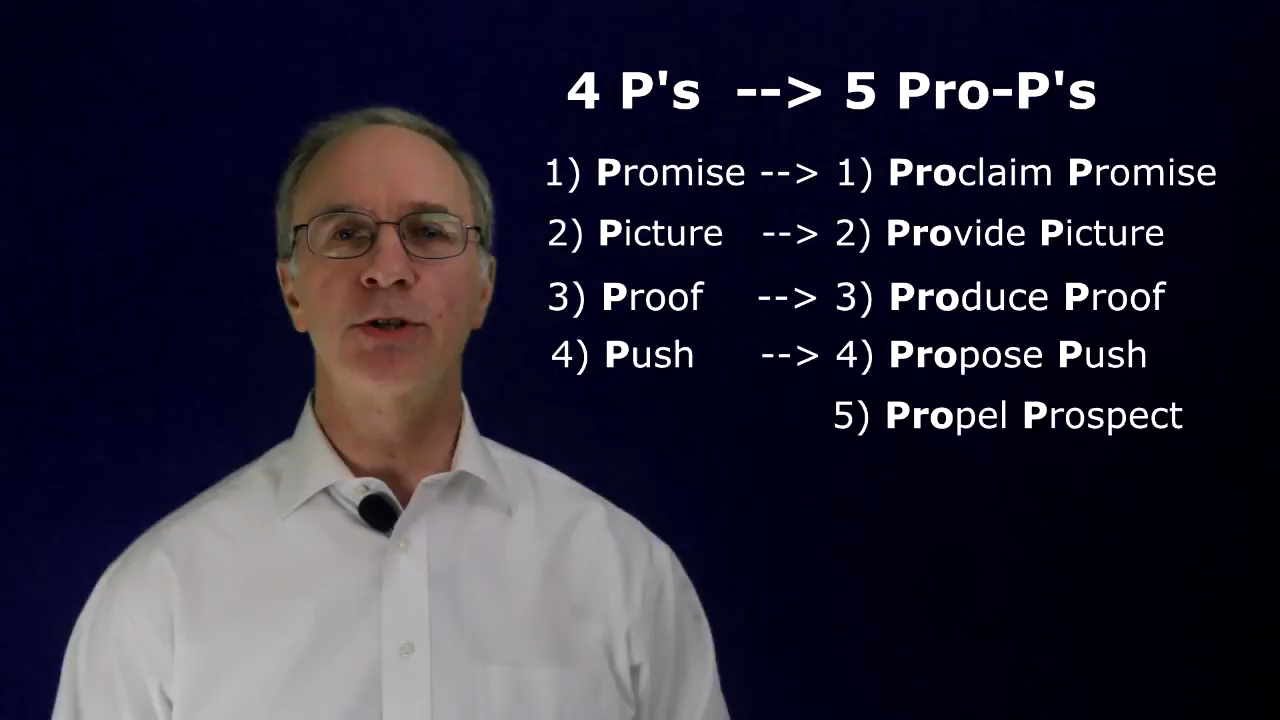 4 P's --> 5 Pro-P's
1) Promise --> 1) Proclaim Promise
2) Picture --> 2) Provide Picture
3) Proof --> 3) Produce Proof
4) Push --> 4) Propose Push
5) Propel Prospect